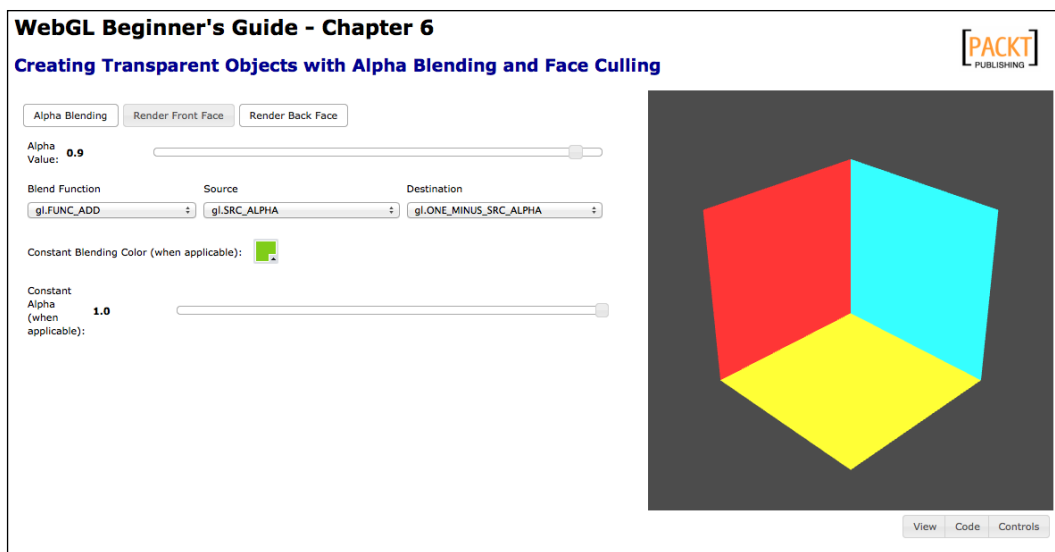 WebGL Beginner's Guide - Chapter 6
Creating Transparent Objects with Alpha Blending and Face Culling
[PACKT]
PUBLISHING
Alpha Blending Render Front Face Render Back Face
Alpha
Value: 0.9
Blend Function Source Destination
gl.FUNC_ADD gl.SRC_ALPHA gl.ONE_MINUS_SRC_ALPHA
Constant Blending Color (when applicable):
Constant
Alpha
(when
applicable): 1.0
View Code Controls